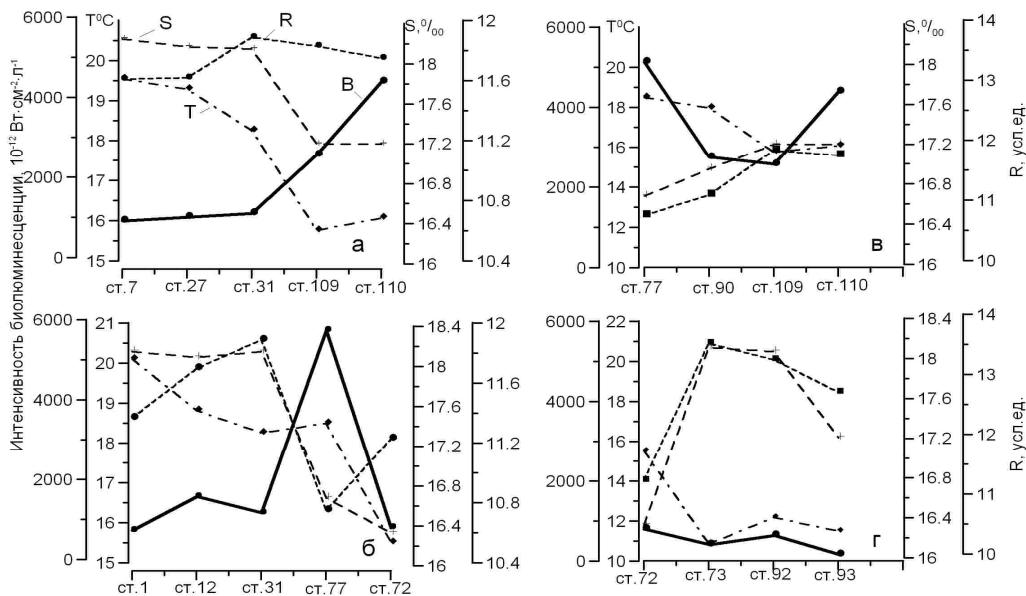 Интенсивность биолюминесценции, 10⁻¹² Вт·см⁻²·л⁻¹
6000 T⁰C S,⁰/₀₀ 12
S R
20 18
4000 19 17.6 11.6
B
T
18 17.2 11.2
2000 17 16.8
16 16.4 10.8
а
0 15 16 10.4
ст.7 ст.27 ст.31 ст.109 ст.110
6000 T⁰C S,⁰/₀₀ 14
20 18 13
4000 18 17.6
16 17.2 12
2000 14 16.8 11
12 16.4
в
0 10 16 10
R, усл.ед.
ст.77 ст.90 ст.109 ст.110
6000 21 18.4 12
20 18 11.6
4000 19 17.6
18 17.2 11.2
2000 17 16.8
16 16.4 10.8
б
0 15 16 10.4
ст.1 ст.12 ст.31 ст.77 ст.72
6000 22 18.4 14
20 18 13
4000 18 17.6
16 17.2 12
2000 14 16.8 11
12 16.4
г
0 10 16 10
R, усл.ед.
ст.72 ст.73 ст.92 ст.93